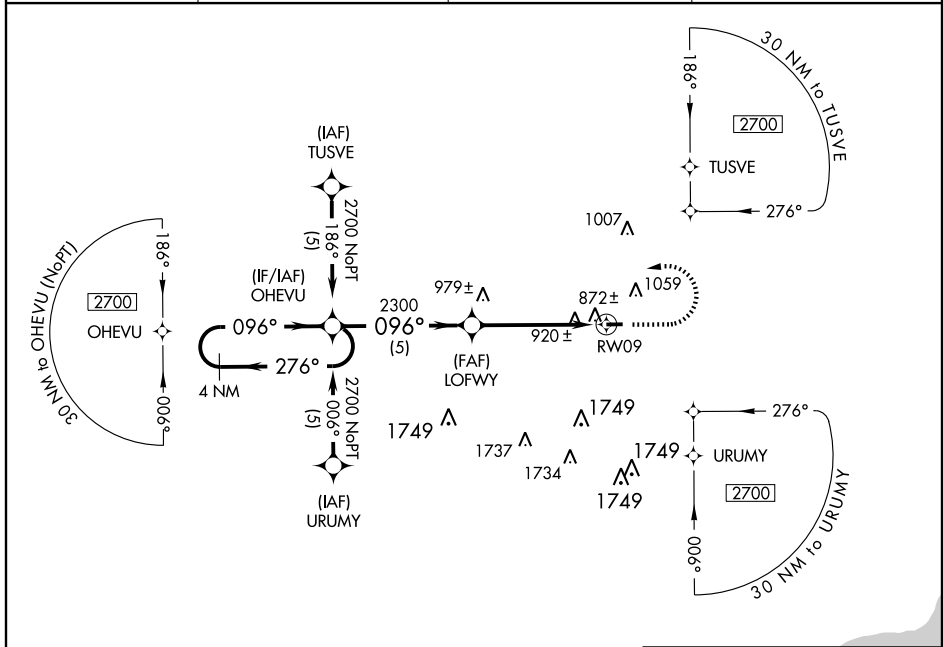 30 NM to TUSVE
186°
2700
TUSVE
276°
(IAF)
TUSVE
2700 NoPT
186°
(5)
1007
30 NM to OHEVU (NoPT)
186°
2700
OHEVU
006°
(IF/IAF)
OHEVU
979±
1059
872±
096°
2300
096°
(5)
920±
RW09
(FAF)
LOFWY
276°
4 NM
2700 NoPT
006°
(5)
(IAF)
URUMY
1749
1737
1734
1749
1749
1749
276°
URUMY
2700
006°
30 NM to URUMY